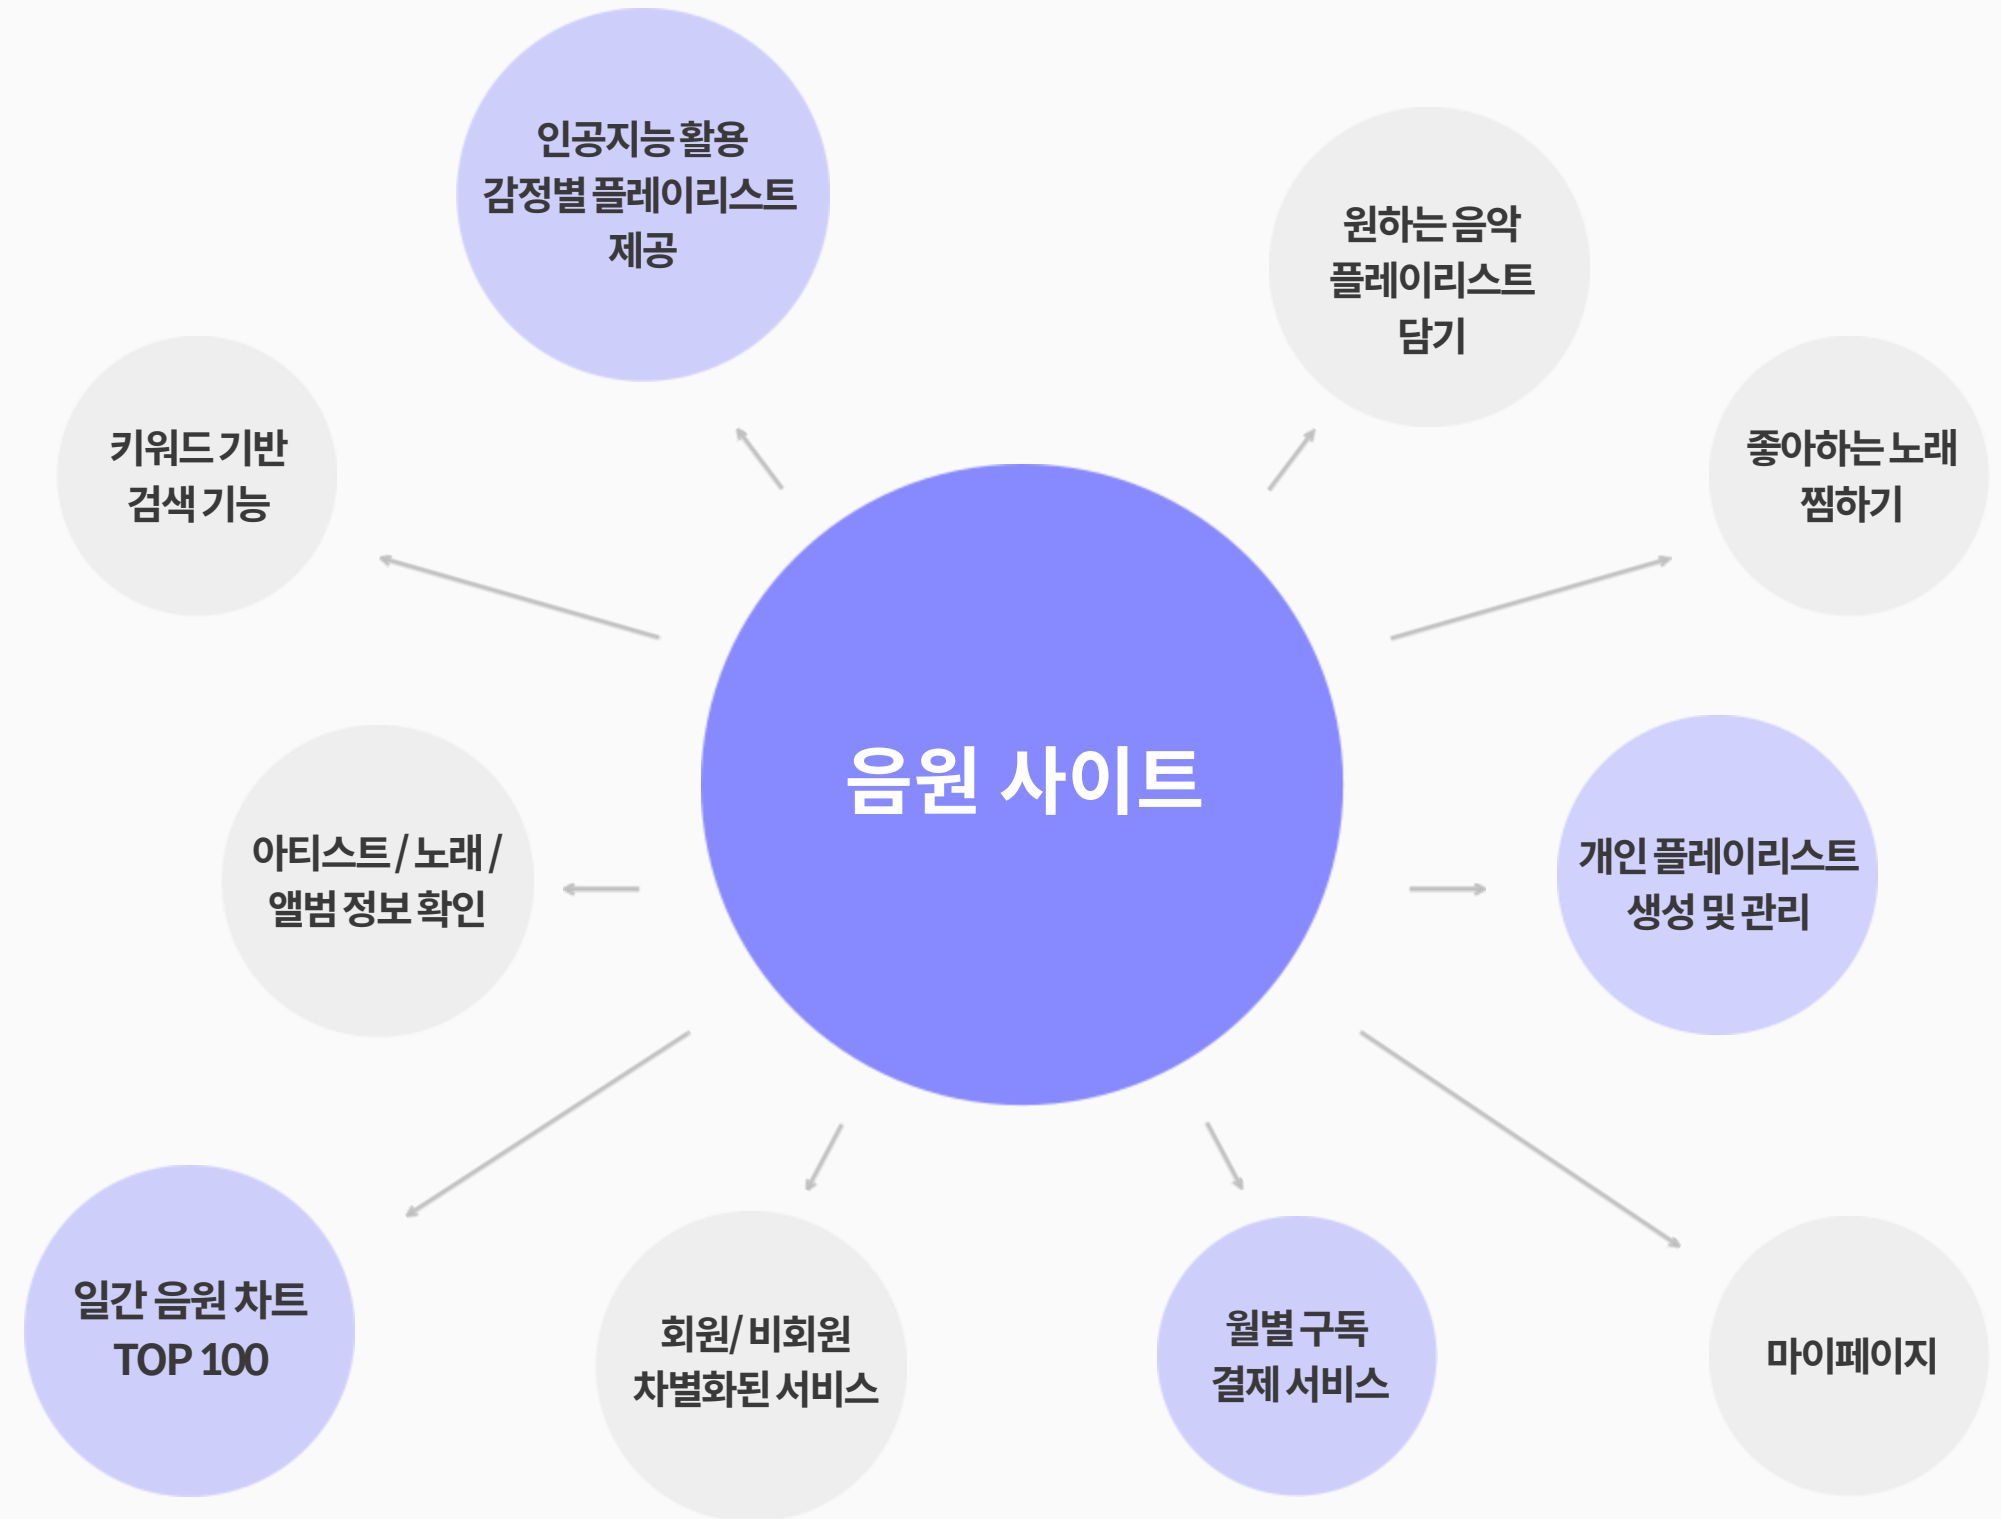 인공지능 활용
감정별 플레이리스트
제공
원하는 음악
플레이리스트
담기
키워드 기반
검색 기능
좋아하는 노래
찜하기
음원 사이트
아티스트 / 노래 /
앨범 정보 확인
개인 플레이리스트
생성 및 관리
일간 음원 차트
TOP 100
회원/ 비회원
차별화된 서비스
월별 구독
결제 서비스
마이페이지